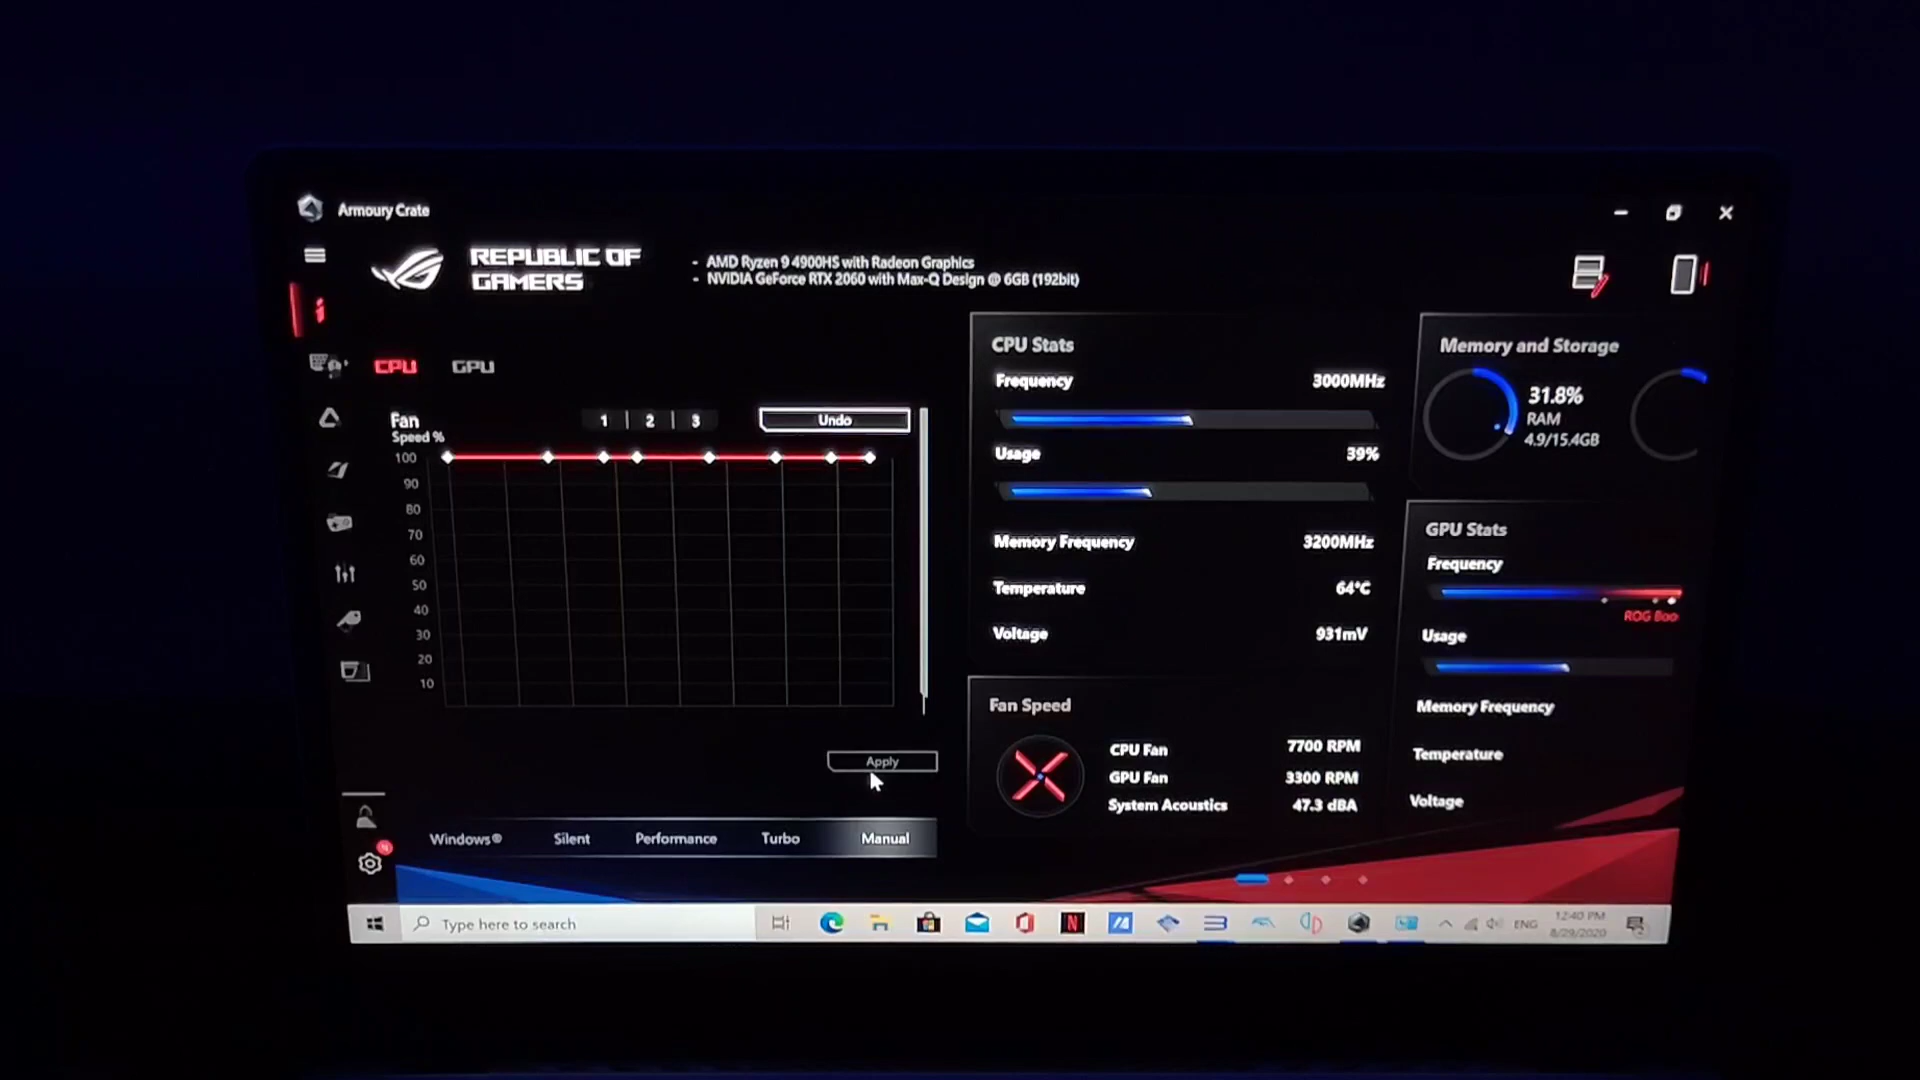 Armoury Crate
REPUBLIC OF
GAMERS
- AMD Ryzen 9 4900HS with Radeon Graphics
- NVIDIA GeForce RTX 2060 with Max-Q Design @ 6GB (192bit)
CPU GPU
Fan
Speed %
1 | 2 | 3
Undo
100
90
80
70
60
50
40
30
20
10
Apply
Windows® Silent Performance Turbo Manual
CPU Stats
Frequency 3000MHz
Usage 39%
Memory Frequency 3200MHz
Temperature 64°C
Voltage 931mV
Fan Speed
CPU Fan 7700 RPM
GPU Fan 3300 RPM
System Acoustics 47.3 dBA
Memory and Storage
31.8%
RAM
4.9/15.4GB
GPU Stats
Frequency
ROG Boo
Usage
Memory Frequency
Temperature
Voltage
N
Type here to search
N
ENG
12:40 PM
8/29/2020